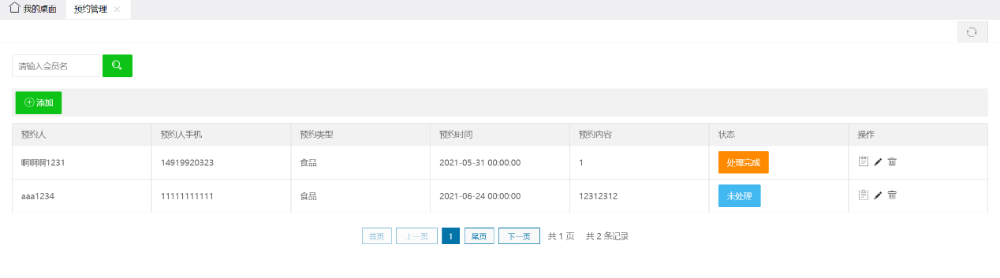 我的桌面 预约管理
请输入会员名
添加
预约人 预约人手机 预约类型 预约时间 预约内容 状态 操作
啊啊啊1231 14919920323 食品 2021-05-31 00:00:00 1 处理完成
aaa1234 11111111111 食品 2021-06-24 00:00:00 12312312 未处理
首页 上一页 1 尾页 下一页 共 1 页 共 2 条记录